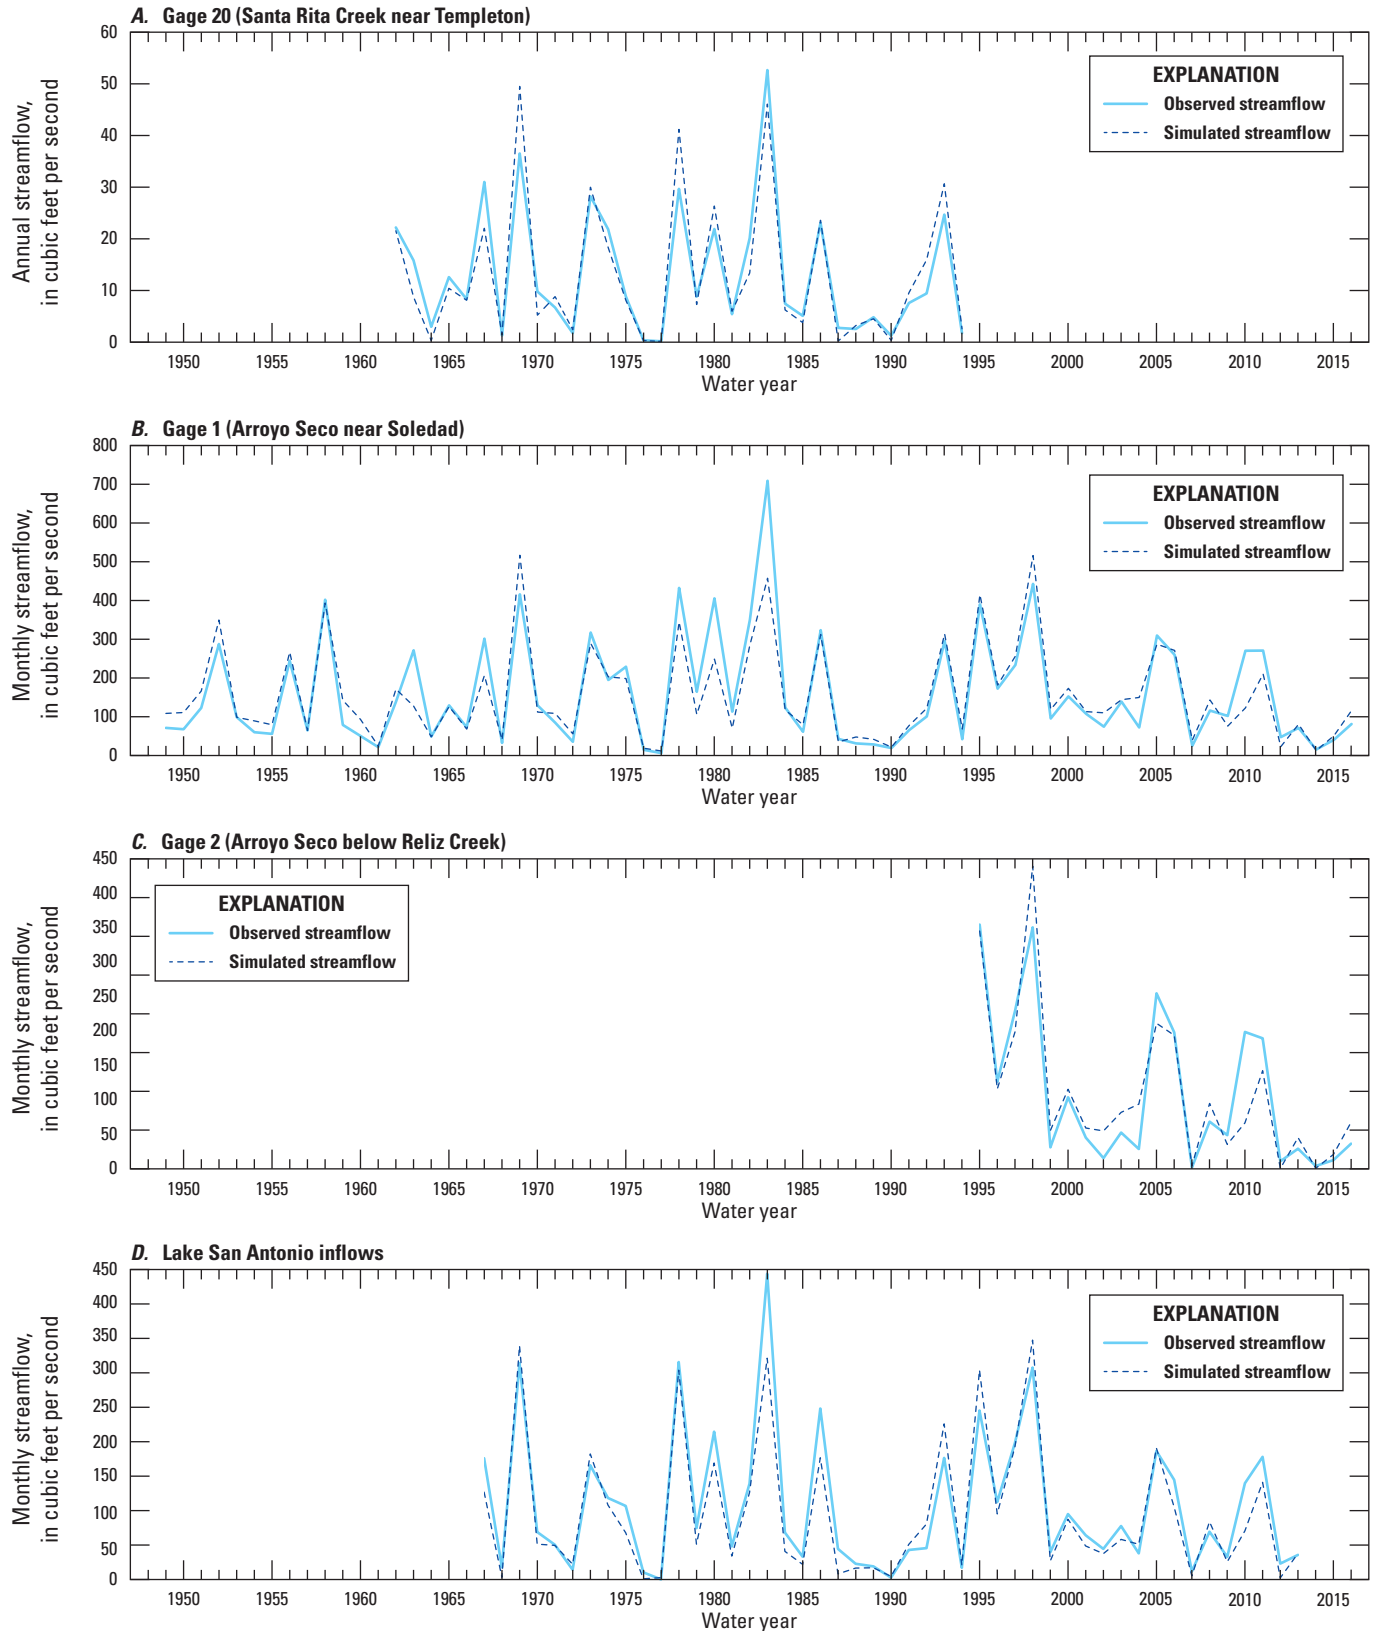 A. Gage 20 (Santa Rita Creek near Templeton)
Annual streamflow,
in cubic feet per second
60
50
40
30
20
10
0
EXPLANATION
Observed streamflow
Simulated streamflow
1950 1955 1960 1965 1970 1975 1980 1985 1990 1995 2000 2005 2010 2015
Water year
B. Gage 1 (Arroyo Seco near Soledad)
Monthly streamflow,
in cubic feet per second
800
700
600
500
400
300
200
100
0
EXPLANATION
Observed streamflow
Simulated streamflow
1950 1955 1960 1965 1970 1975 1980 1985 1990 1995 2000 2005 2010 2015
Water year
C. Gage 2 (Arroyo Seco below Reliz Creek)
Monthly streamflow,
in cubic feet per second
450
400
350
300
250
200
150
100
50
0
EXPLANATION
Observed streamflow
Simulated streamflow
1950 1955 1960 1965 1970 1975 1980 1985 1990 1995 2000 2005 2010 2015
Water year
D. Lake San Antonio inflows
Monthly streamflow,
in cubic feet per second
450
400
350
300
250
200
150
100
50
0
EXPLANATION
Observed streamflow
Simulated streamflow
1950 1955 1960 1965 1970 1975 1980 1985 1990 1995 2000 2005 2010 2015
Water year